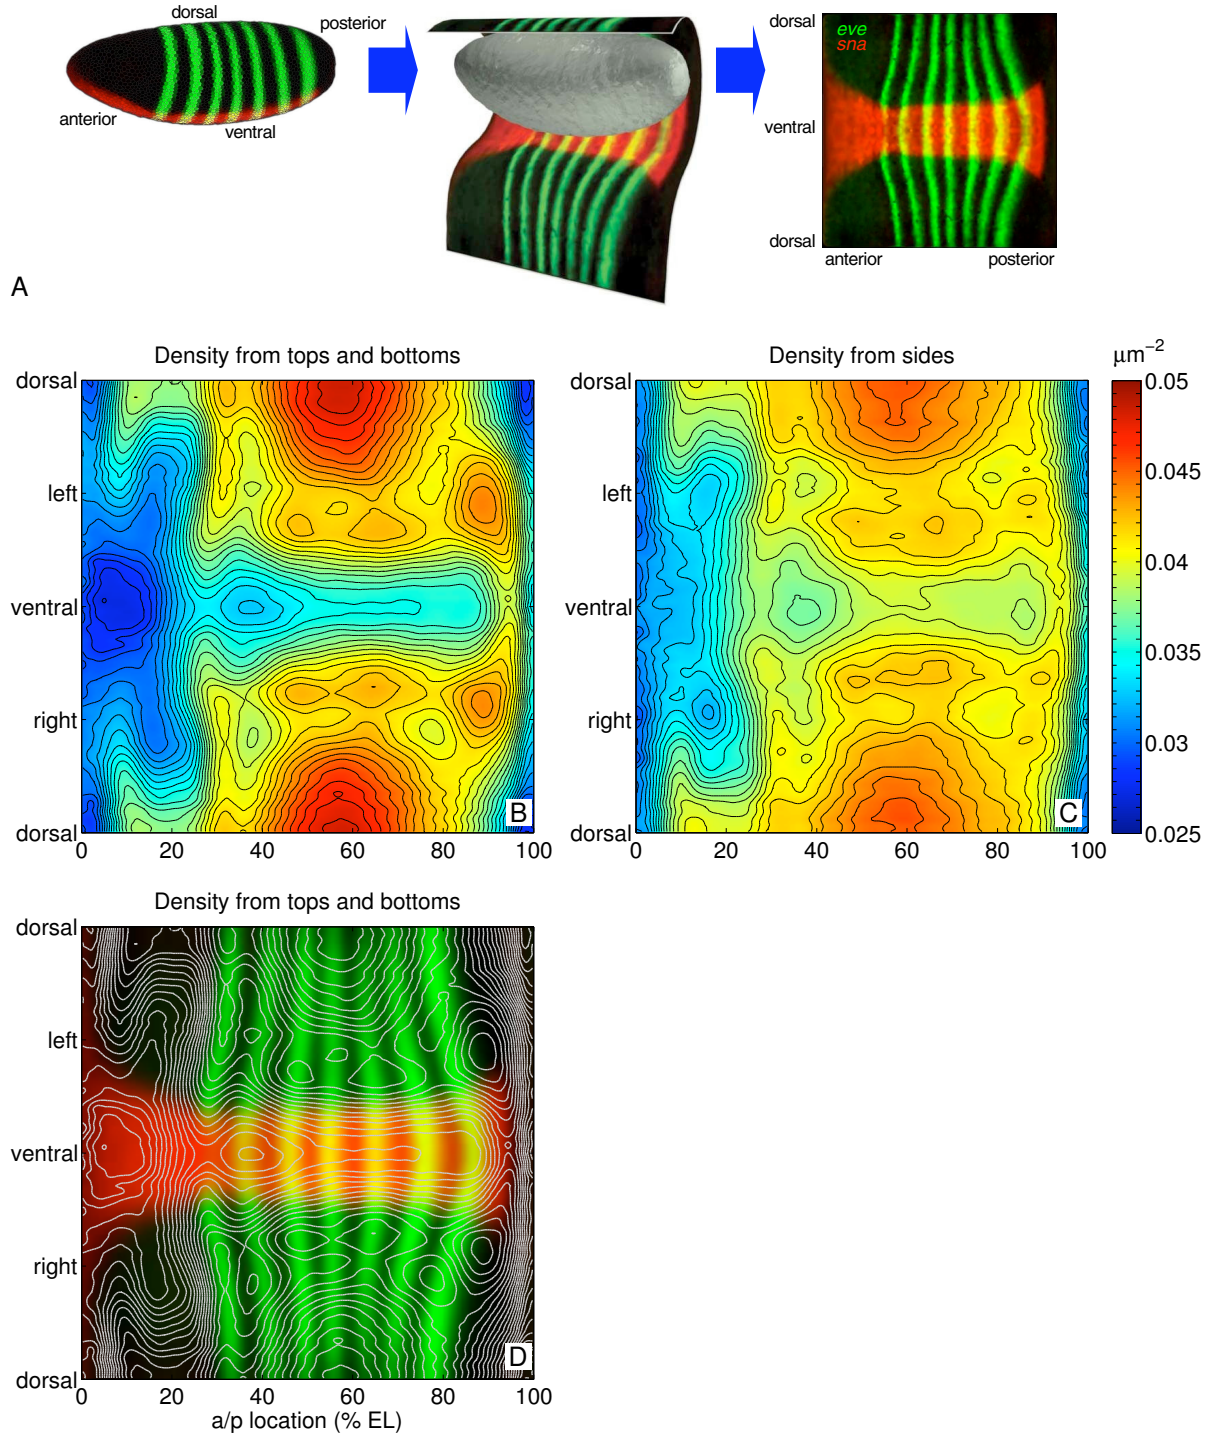 dorsal
posterior
anterior
ventral
dorsal
eve
sna
ventral
dorsal
anterior
posterior
A
Density from tops and bottoms
dorsal
left
ventral
right
dorsal
0
20
40
60
80
100
B
Density from sides
dorsal
left
ventral
right
dorsal
0
20
40
60
80
100
C
μm⁻²
0.05
0.045
0.04
0.035
0.03
0.025
Density from tops and bottoms
dorsal
left
ventral
right
dorsal
0
20
40
60
80
100
D
a/p location (% EL)